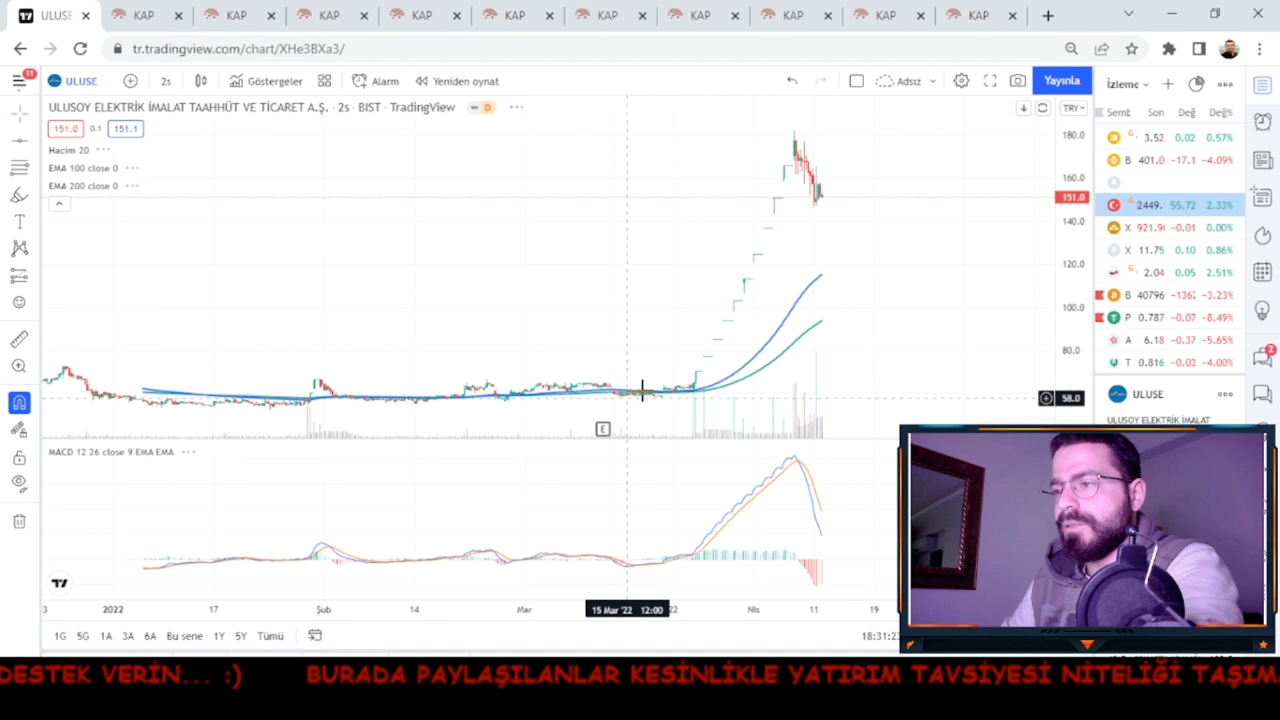 ULUSE
KAP
KAP
KAP
KAP
KAP
KAP
KAP
KAP
KAP
KAP
tr.tradingview.com/chart/XHe3BXa3/
11
ULUSE
2s
Göstergeler
Alarm
Yeniden oynat
Adsız
Yayınla
İzleme
ULUSOY ELEKTRİK İMALAT TAAHHÜT VE TİCARET A.Ş. · 2s · BIST · TradingView
D
TRY
Semt
Son
Değ
Değ%
151.0 0.1 151.1
Hacim 20
EMA 100 close 0
EMA 200 close 0
180.0
160.0
151.0
140.0
120.0
100.0
80.0
58.0
G 3.52 0.02 0.57%
B 401.0 -17.1 -4.09%
G 2449. 55.72 2.33%
X 921.9 -0.01 0.00%
X 11.75 0.10 0.86%
G 2.04 0.05 2.51%
B 40796 -1362 -3.23%
P 0.787 -0.07 -8.49%
A 6.18 -0.37 -5.65%
T 0.816 -0.03 -4.00%
2
ULUSE
ULUSOY ELEKTRİK İMALAT
E
MACD 12 26 close 9 EMA EMA
3 2022 17 Şub 14 Mar 15 Mar '22 12:00 22 Nis 11 19
1G 5G 1A 3A 6A Bu sene 1Y 5Y Tümü
18:31:23
DESTEK VERİN... :) BURADA PAYLAŞILANLAR KESİNLİKLE YATIRIM TAVSİYESİ NİTELİĞİ TAŞIM